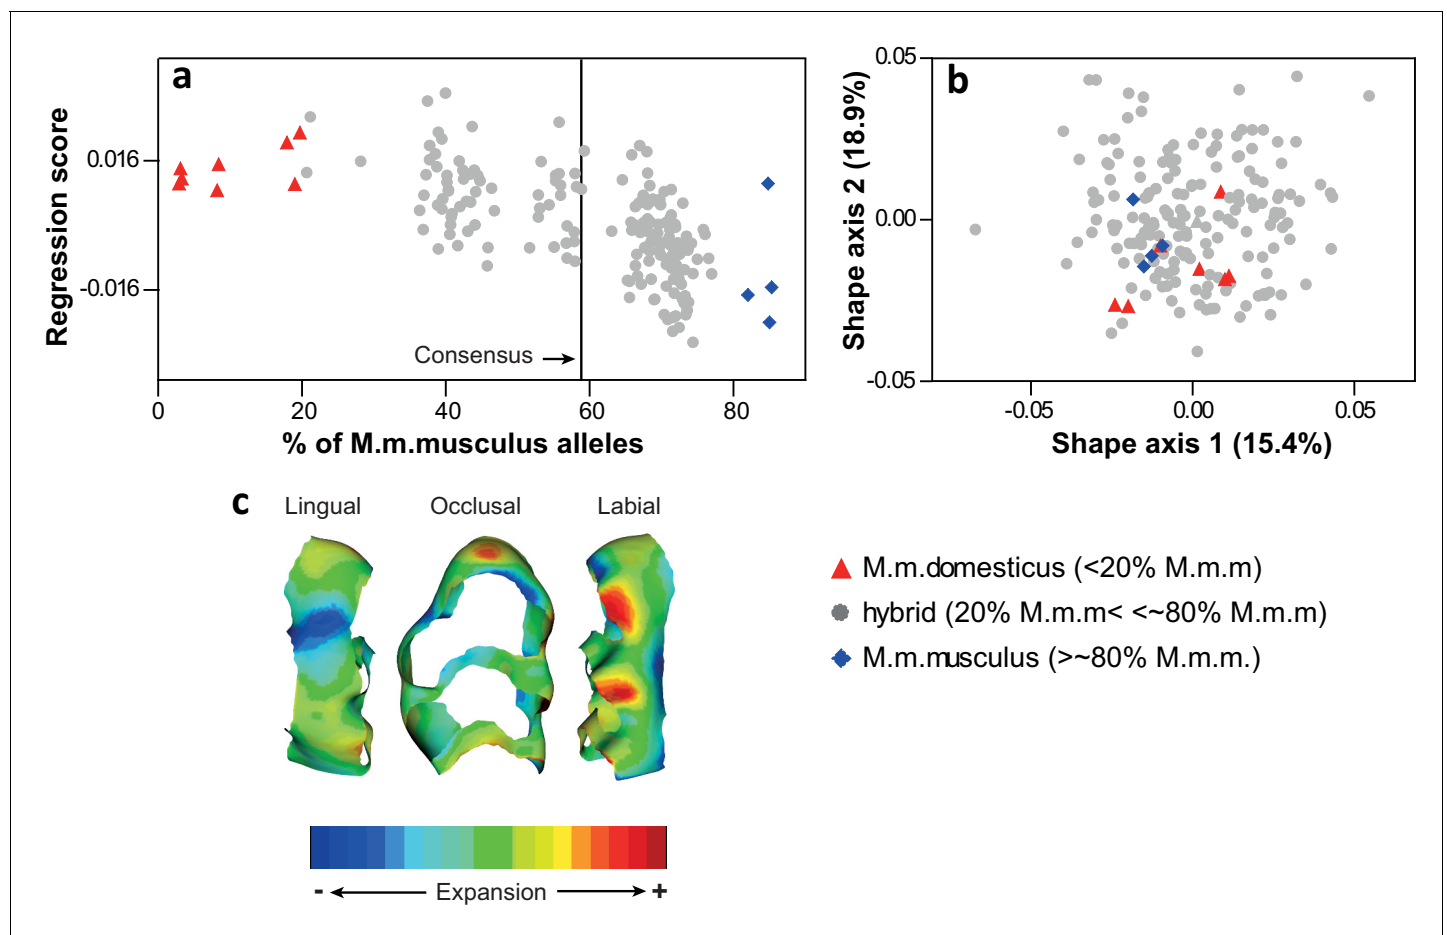 a
Regression score
0.016
-0.016
Consensus
0
20
40
60
80
% of M.m.musculus alleles
b
Shape axis 2 (18.9%)
0.05
0.00
-0.05
-0.05
0.00
0.05
Shape axis 1 (15.4%)
c
Lingual
Occlusal
Labial
- Expansion +
M.m.domesticus (<20% M.m.m)
hybrid (20% M.m.m< <~80% M.m.m)
M.m.musculus (>~80% M.m.m.)